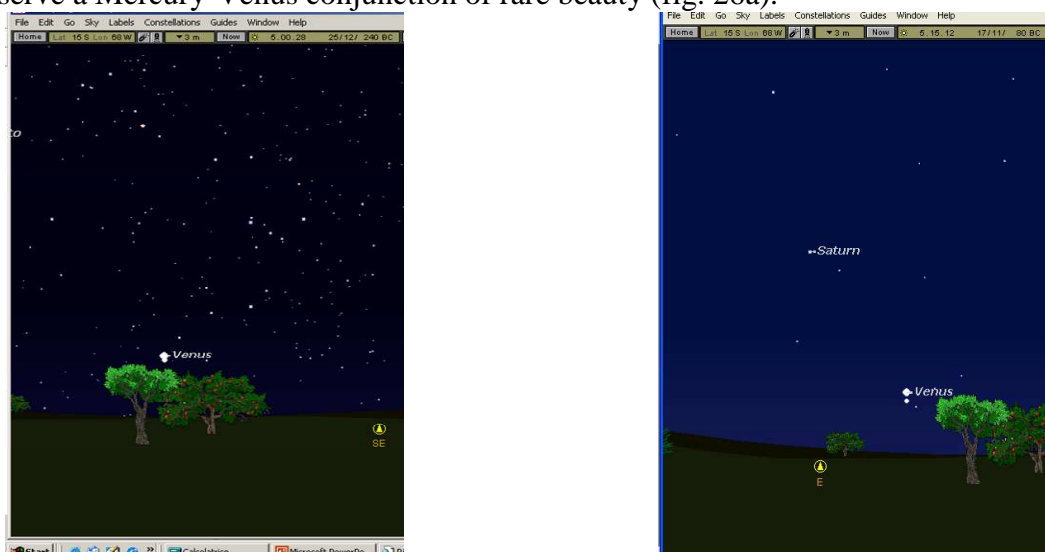 serve a Mercury-Venus conjunction of rare beauty (fig. 28a).
File Edit Go Sky Labels Constellations Guides Window Help
Home Lat 15 S Lon 68 W 3 m Now 5.00.28 25/12/ 240 BC
Venus
SE
Start Calcolatrice Microsoft PowerPo
File Edit Go Sky Labels Constellations Guides Window Help
Home Lat 15 S Lon 68 W 3 m Now 5.15.12 17/11/ 80 BC
Saturn
Venus
E